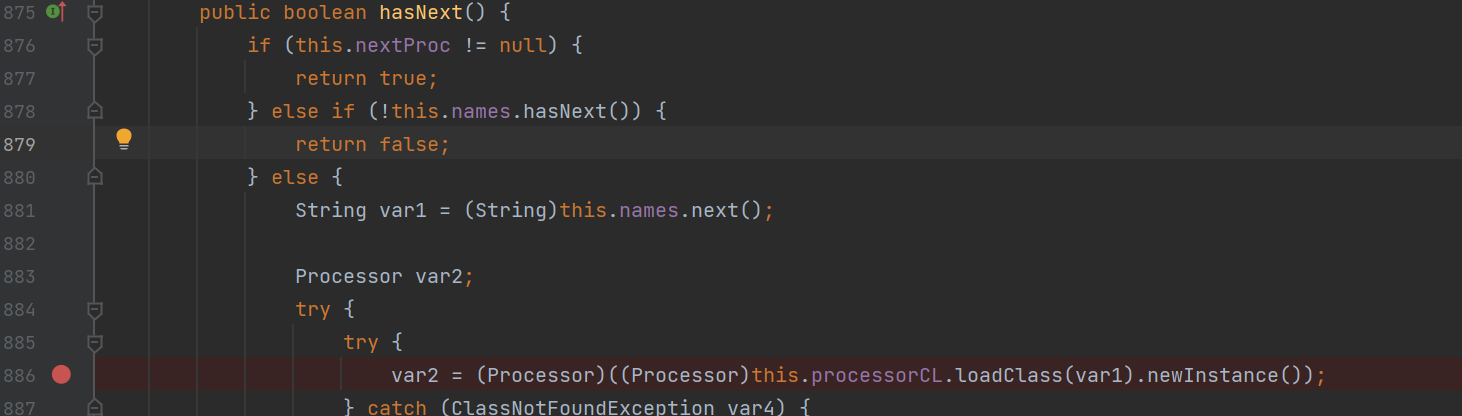 875 public boolean hasNext() {
876 if (this.nextProc != null) {
877 return true;
878 } else if (!this.names.hasNext()) {
879 return false;
880 } else {
881 String var1 = (String)this.names.next();
882
883 Processor var2;
884 try {
885 try {
886 var2 = (Processor)((Processor)this.processorCL.loadClass(var1).newInstance());
887 } catch (ClassNotFoundException var4) {